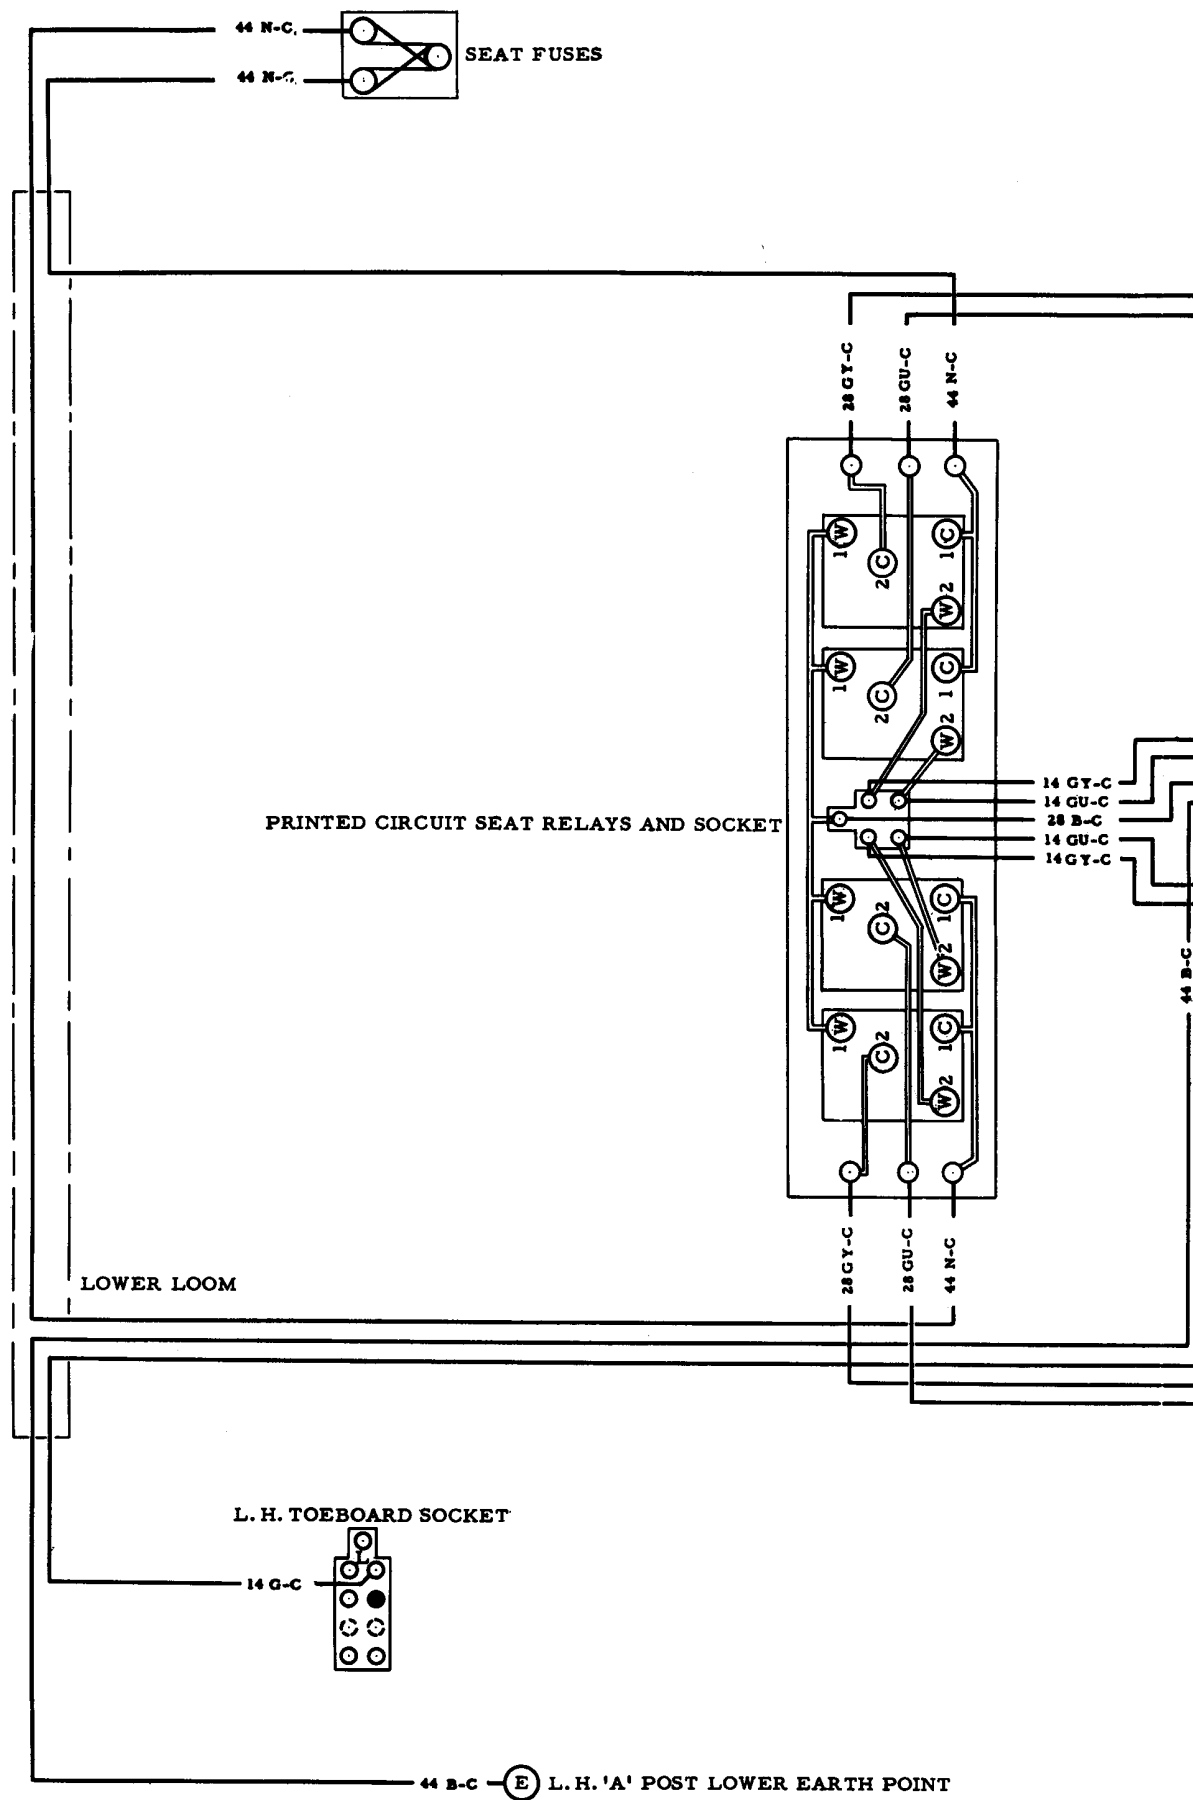 44 N-C
SEAT FUSES
44 N-C
28 GY-C
28 GU-C
44 N-C
W 1
C 1
C 2
W 2
W 1
C 1
C 2
W 2
14 GY-C
14 GU-C
PRINTED CIRCUIT SEAT RELAYS AND SOCKET
28 B-C
14 GU-C
14 GY-C
W 1
C 1
C 2
W 2
44 B-C
W 1
C 1
C 2
W 2
28 GY-C
28 GU-C
44 N-C
LOWER LOOM
L.H. TOEBOARD SOCKET
L
14 G-C
44 B-C E L.H. 'A' POST LOWER EARTH POINT